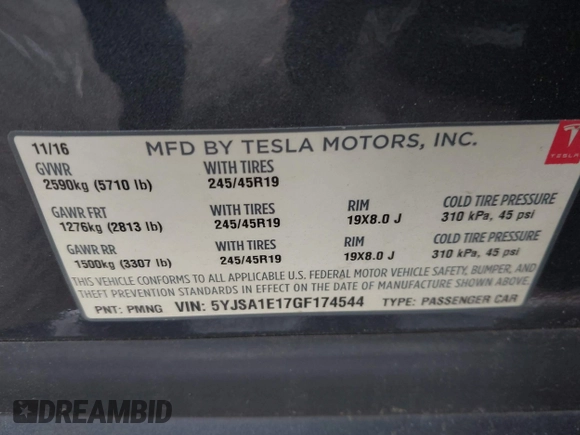 11/16 MFD BY TESLA MOTORS, INC.
TESLA
GVWR WITH TIRES
2590kg (5710 lb) 245/45R19
GAWR FRT WITH TIRES RIM COLD TIRE PRESSURE
1276kg (2813 lb) 245/45R19 19X8.0 J 310 kPa, 45 psi
GAWR RR WITH TIRES RIM COLD TIRE PRESSURE
1500kg (3307 lb) 245/45R19 19X8.0 J 310 kPa, 45 psi
THIS VEHICLE CONFORMS TO ALL APPLICABLE U.S. FEDERAL MOTOR VEHICLE SAFETY, BUMPER, AND
THEFT PREVENTION STANDARDS IN EFFECT ON THE DATE OF MANUFACTURE SHOWN ABOVE.
PNT: PMNG VIN: 5YJSA1E17GF174544 TYPE: PASSENGER CAR
DREAMBID